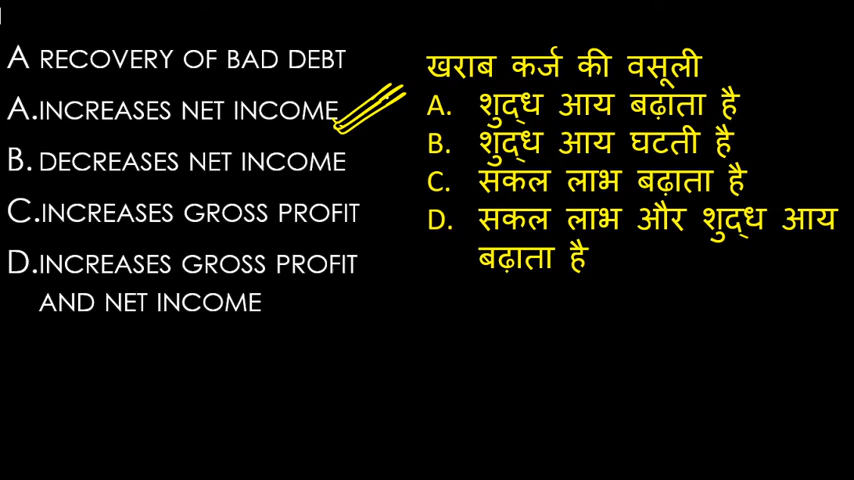 A RECOVERY OF BAD DEBT
A.INCREASES NET INCOME
B. DECREASES NET INCOME
C.INCREASES GROSS PROFIT
D.INCREASES GROSS PROFIT
AND NET INCOME
खराब कर्ज की वसूली
A. शुद्ध आय बढ़ाता है
B. शुद्ध आय घटती है
C. सकल लाभ बढ़ाता है
D. सकल लाभ और शुद्ध आय
बढ़ाता है